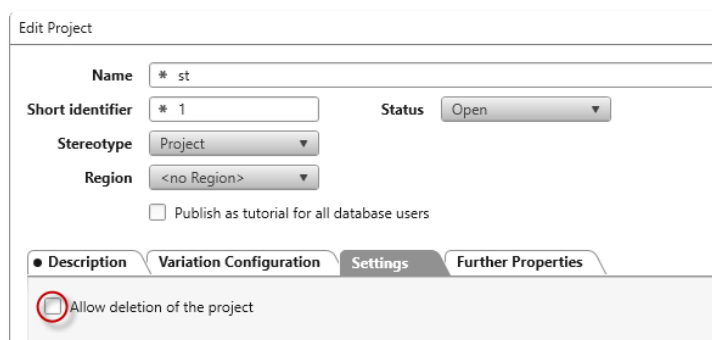 Edit Project
Name * st
Short identifier * 1 Status Open
Stereotype Project
Region <no Region>
Publish as tutorial for all database users
Description Variation Configuration Settings Further Properties
Allow deletion of the project